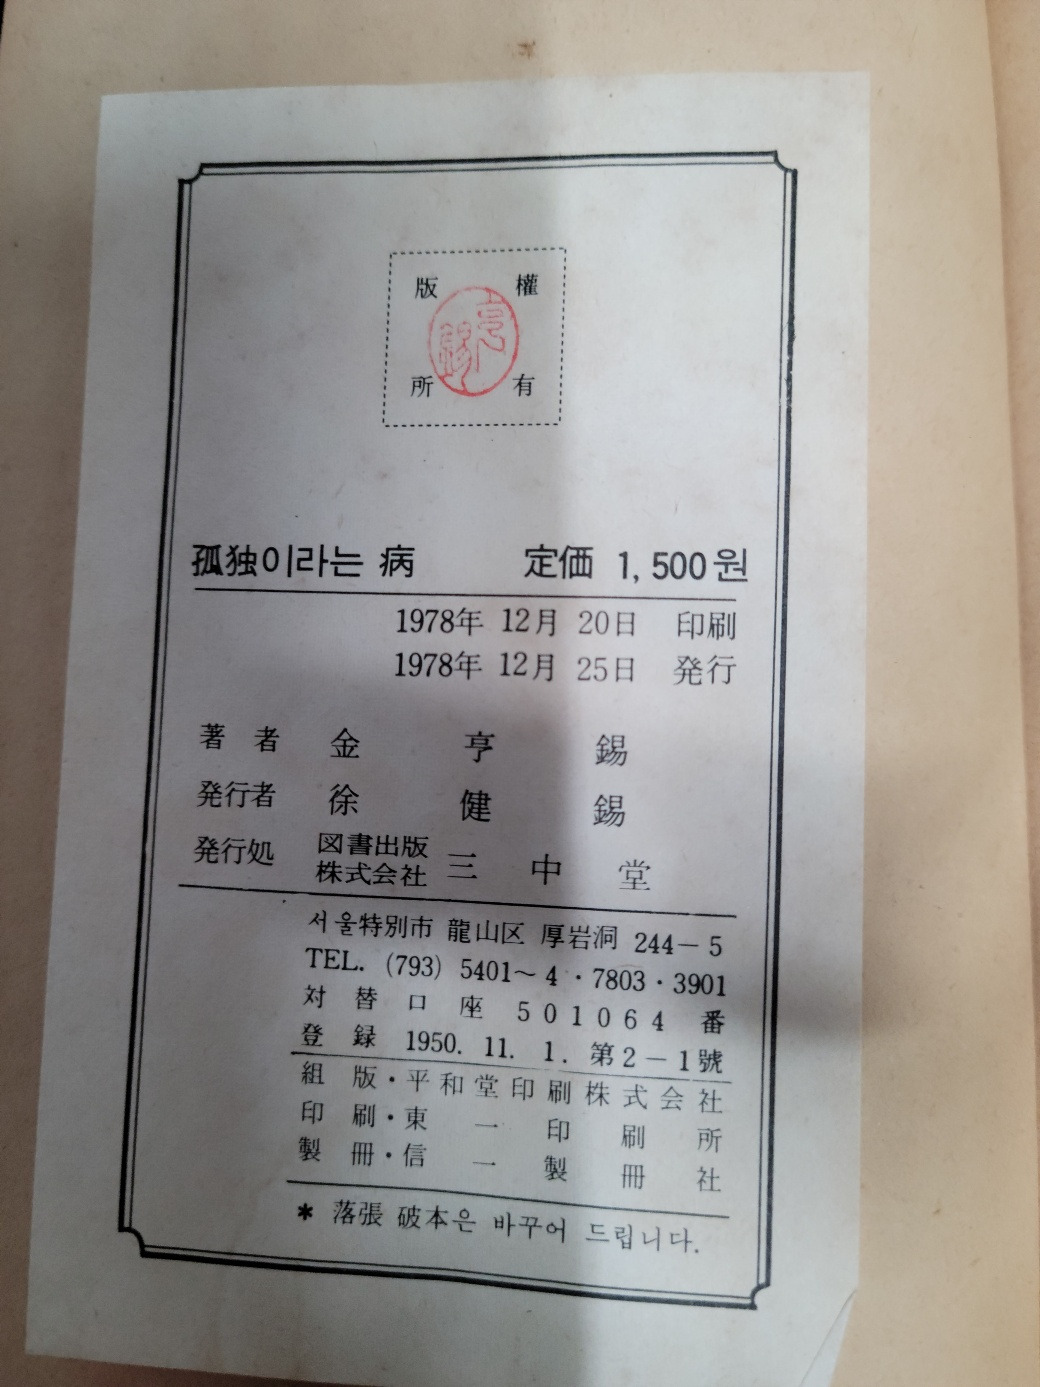 版 權
所 有
亨錫
孤独이라는 病 定価 1,500원
1978年 12月 20日 印刷
1978年 12月 25日 発行
著者 金亨錫
発行者 徐健錫
発行処 図書出版 株式会社 三中堂
서울特別市 龍山区 厚岩洞 244－5
TEL. (793) 5401～4・7803・3901
対替口座 501064 番
登録 1950. 11. 1. 第2－1號
組版・平和堂印刷株式会社
印刷・東一印刷所
製冊・信一製冊社
* 落張 破本은 바꾸어 드립니다.